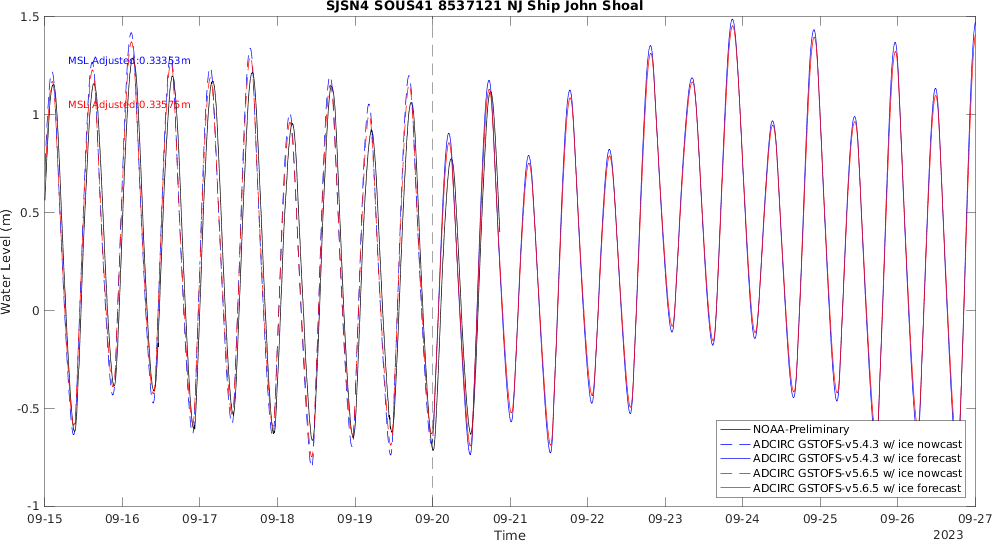 SJSN4 SOUS41 8537121 NJ Ship John Shoal
1.5
1
0.5
0
-0.5
-1
Water Level (m)
MSL Adjusted:0.33353m
MSL Adjusted:0.33575m
NOAA-Preliminary
ADCIRC GSTOFS-v5.4.3 w/ ice nowcast
ADCIRC GSTOFS-v5.4.3 w/ ice forecast
ADCIRC GSTOFS-v5.6.5 w/ ice nowcast
ADCIRC GSTOFS-v5.6.5 w/ ice forecast
09-15 09-16 09-17 09-18 09-19 09-20 09-21 09-22 09-23 09-24 09-25 09-26 09-27
Time
2023